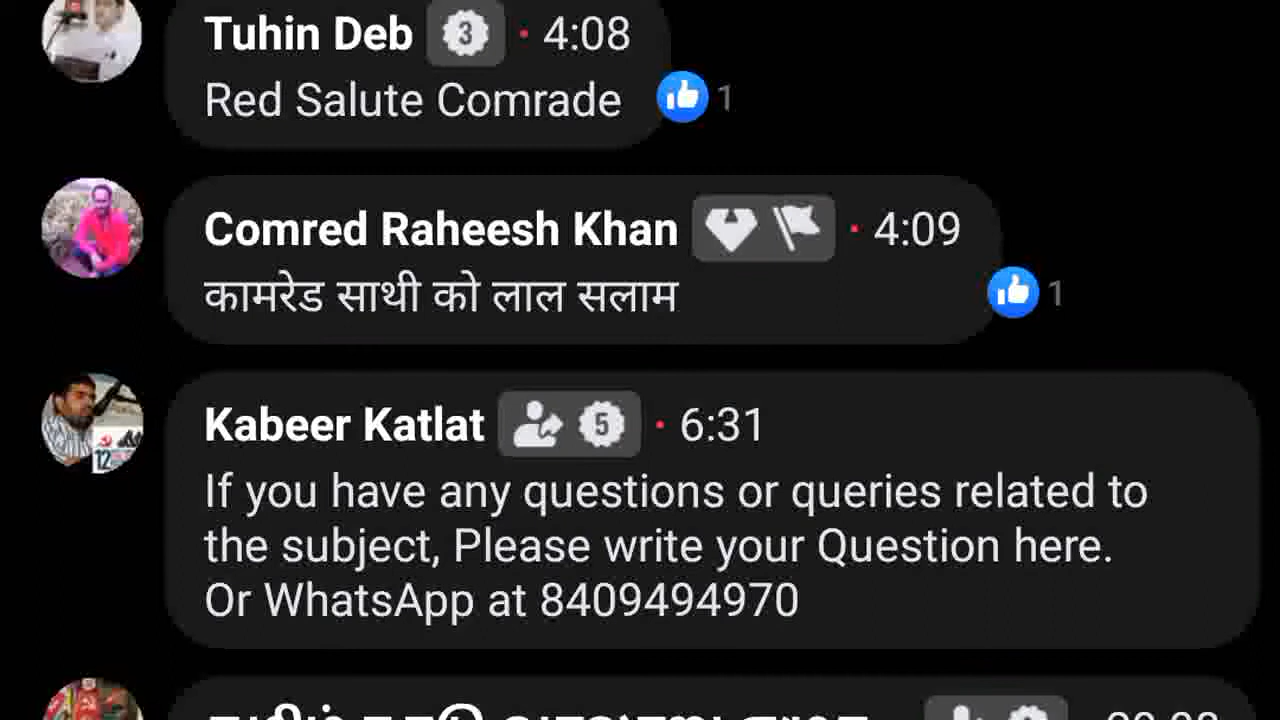 Tuhin Deb 3 · 4:08
Red Salute Comrade 1
Comred Raheesh Khan · 4:09
कामरेड साथी को लाल सलाम 1
Kabeer Katlat 5 · 6:31
If you have any questions or queries related to
the subject, Please write your Question here.
Or WhatsApp at 8409494970